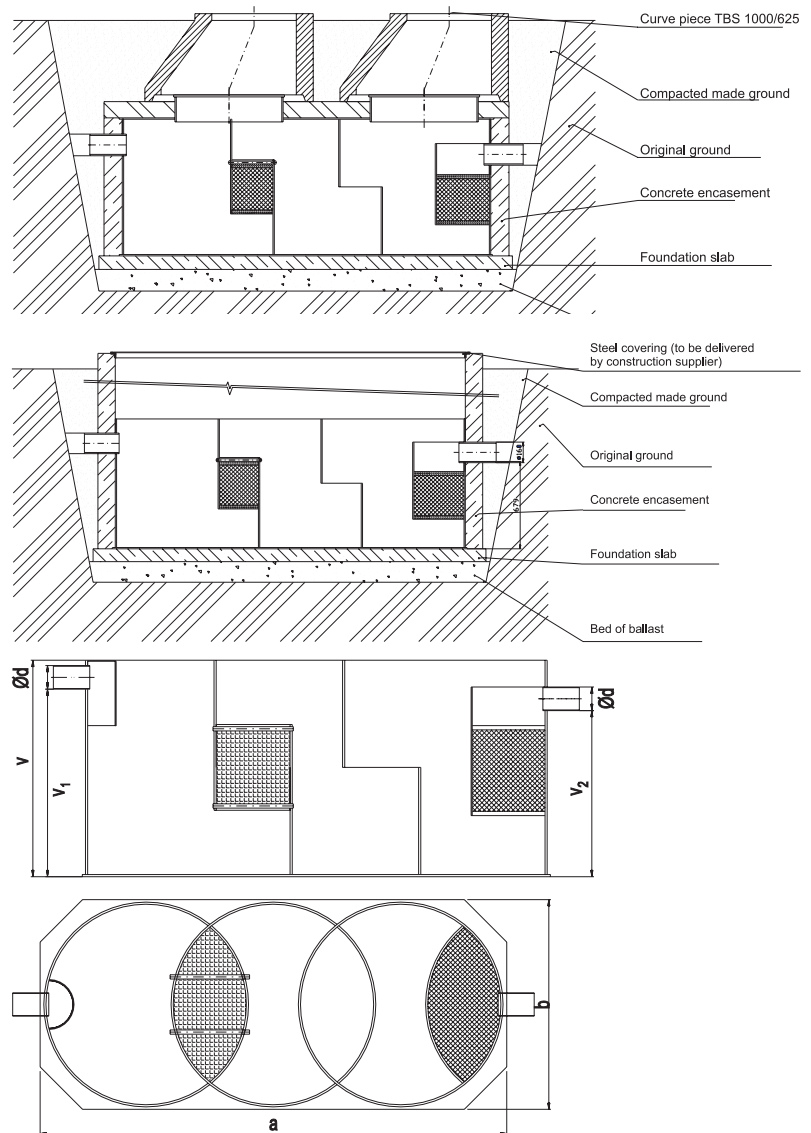 Curve piece TBS 1000/625
Compacted made ground
Original ground
Concrete encasement
Foundation slab
Steel covering (to be delivered
by construction supplier)
Compacted made ground
Original ground
ø160
Concrete encasement
679
Foundation slab
Bed of ballast
Ød
Ød
v
v1
v2
b
a